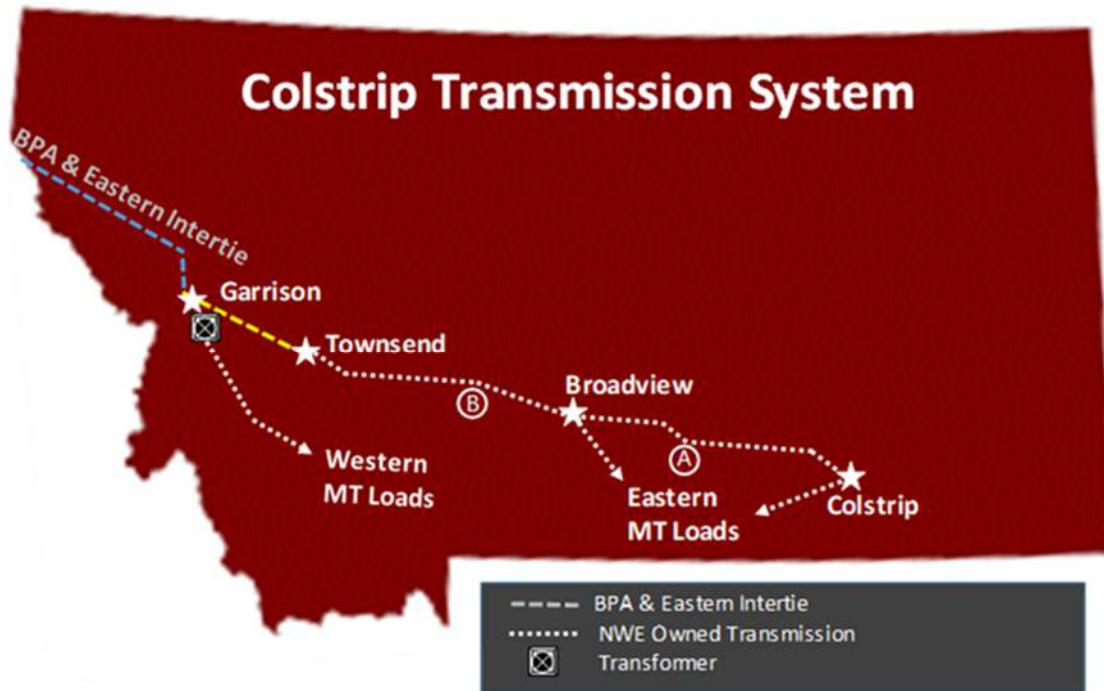 Colstrip Transmission System
BPA & Eastern Intertie
Garrison
Townsend
Broadview
B
A
Western
MT Loads
Eastern
MT Loads
Colstrip
BPA & Eastern Intertie
NWE Owned Transmission
Transformer